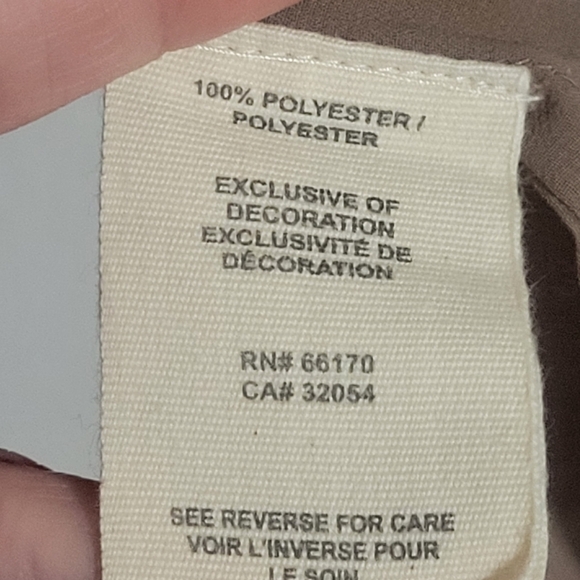 100% POLYESTER /
POLYESTER
EXCLUSIVE OF
DECORATION
EXCLUSIVITÉ DE
DÉCORATION
RN# 66170
CA# 32054
SEE REVERSE FOR CARE
VOIR L'INVERSE POUR
LE SOIN